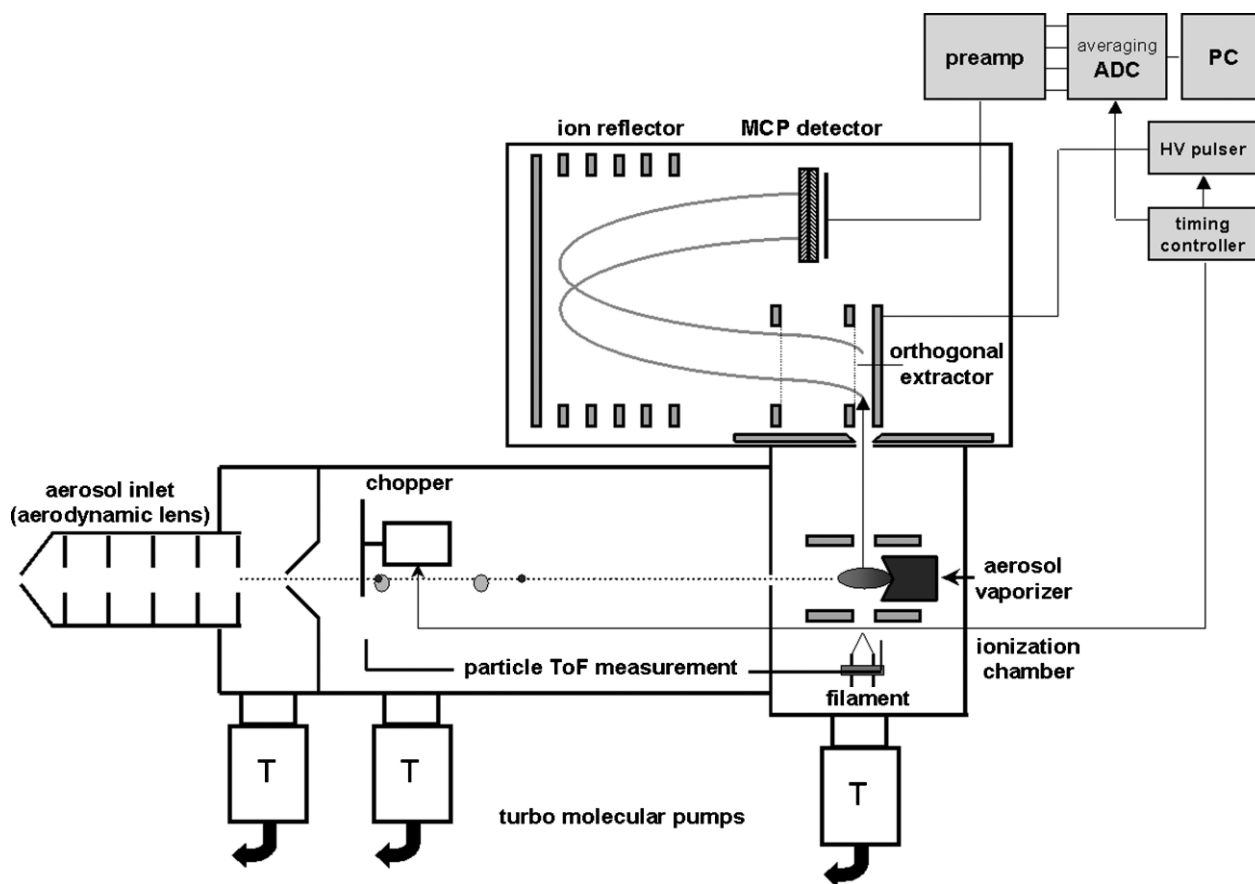 preamp
averaging
ADC
PC
ion reflector
MCP detector
HV pulser
timing
controller
orthogonal
extractor
aerosol inlet
(aerodynamic lens)
chopper
aerosol
vaporizer
particle ToF measurement
ionization
chamber
filament
T
T
T
turbo molecular pumps